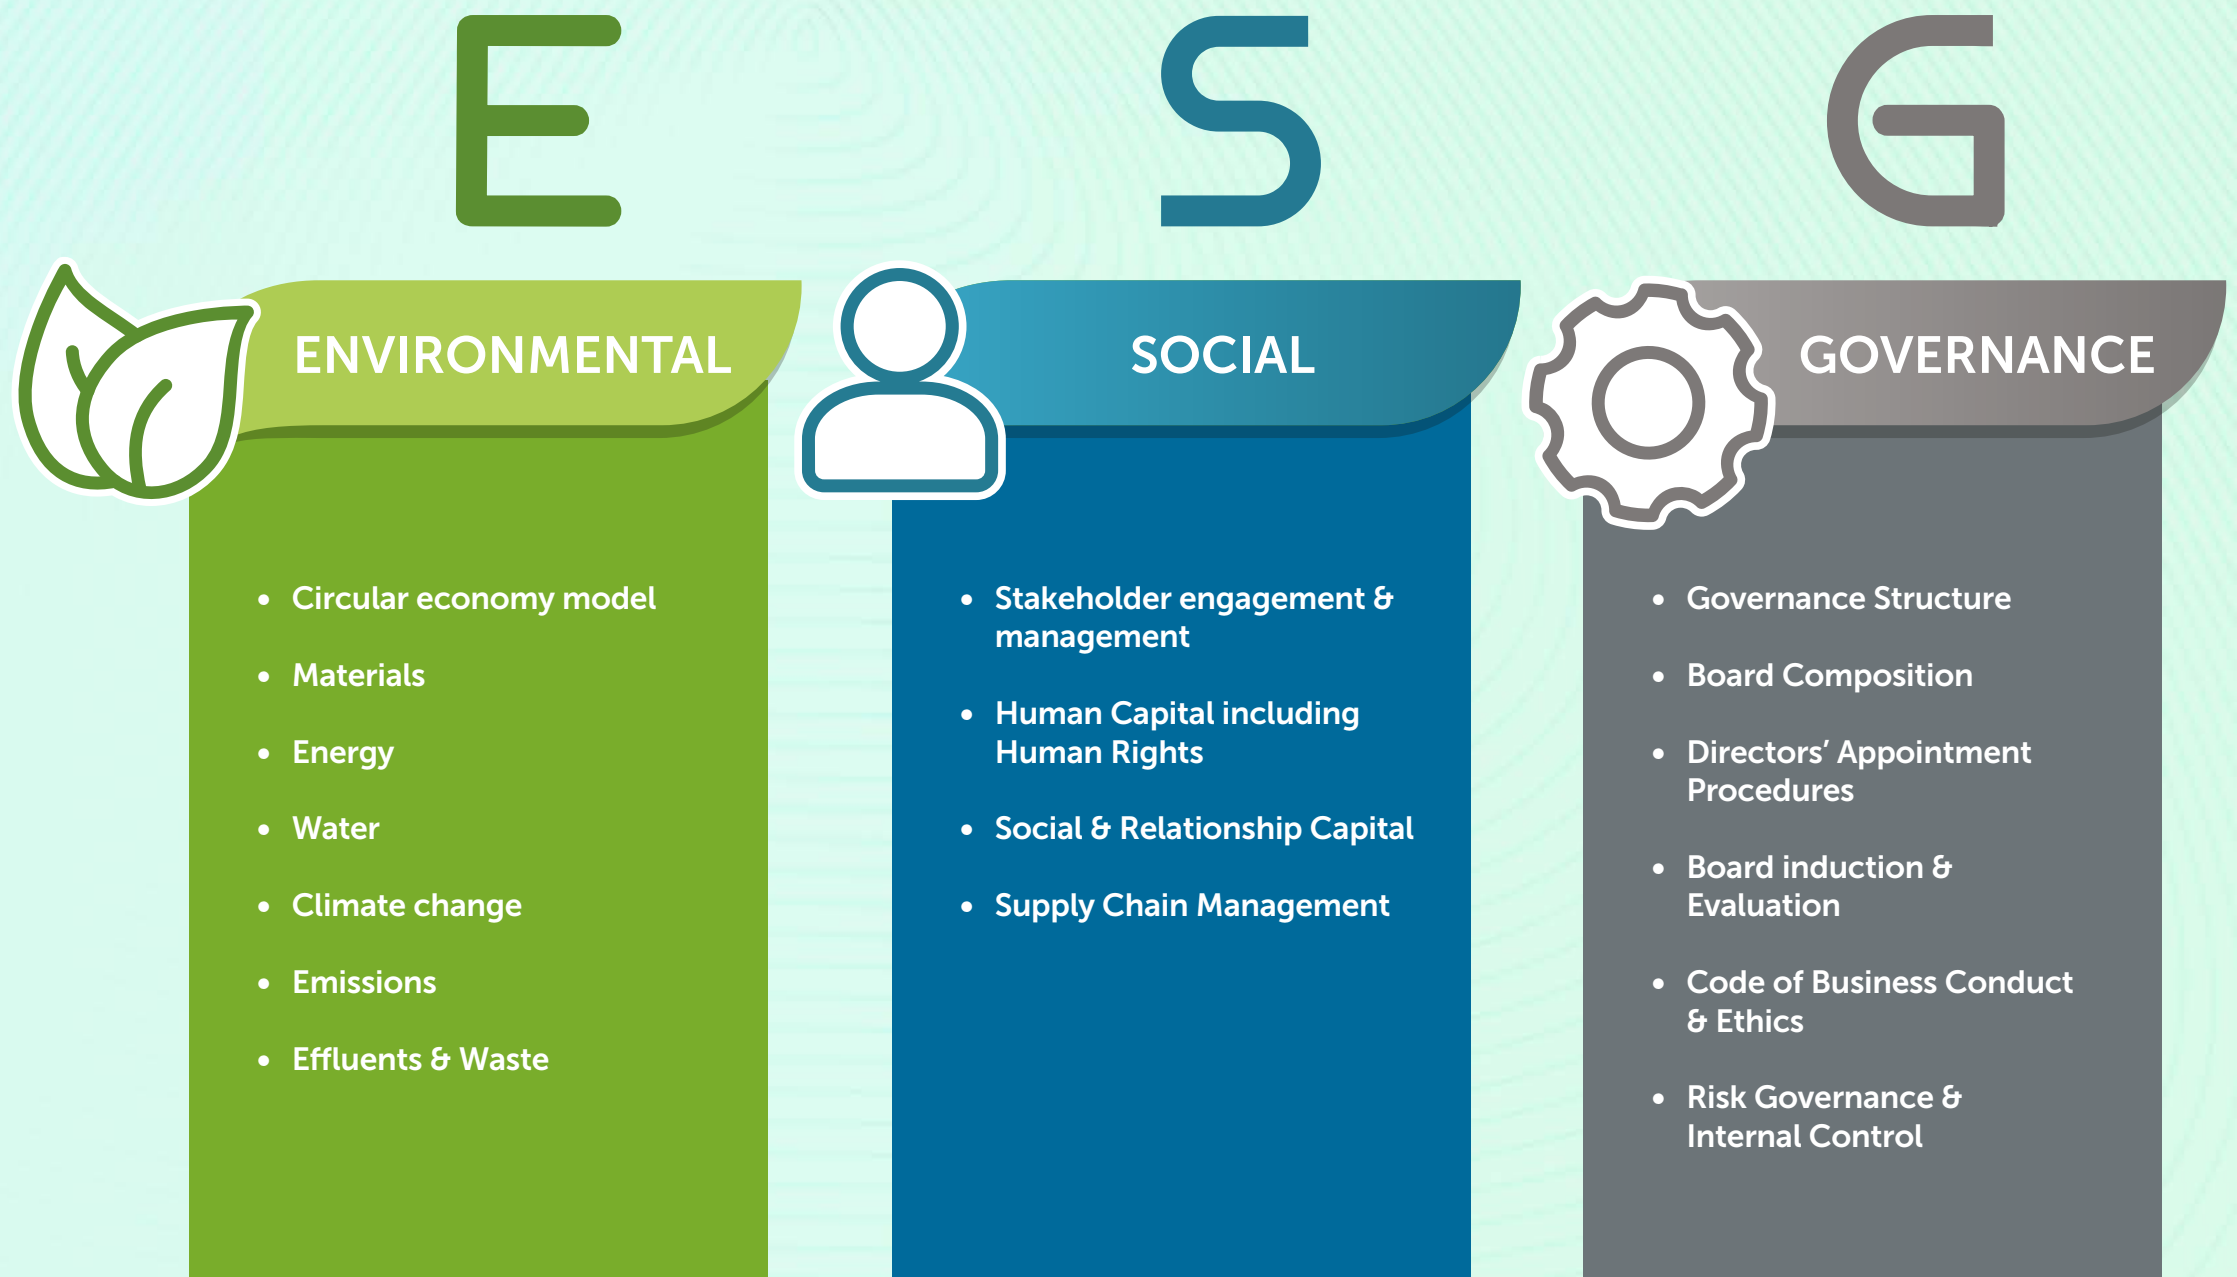 E
S
G
ENVIRONMENTAL
• Circular economy model
• Materials
• Energy
• Water
• Climate change
• Emissions
• Effluents & Waste
SOCIAL
• Stakeholder engagement &
management
• Human Capital including
Human Rights
• Social & Relationship Capital
• Supply Chain Management
GOVERNANCE
• Governance Structure
• Board Composition
• Directors’ Appointment
Procedures
• Board induction &
Evaluation
• Code of Business Conduct
& Ethics
• Risk Governance &
Internal Control